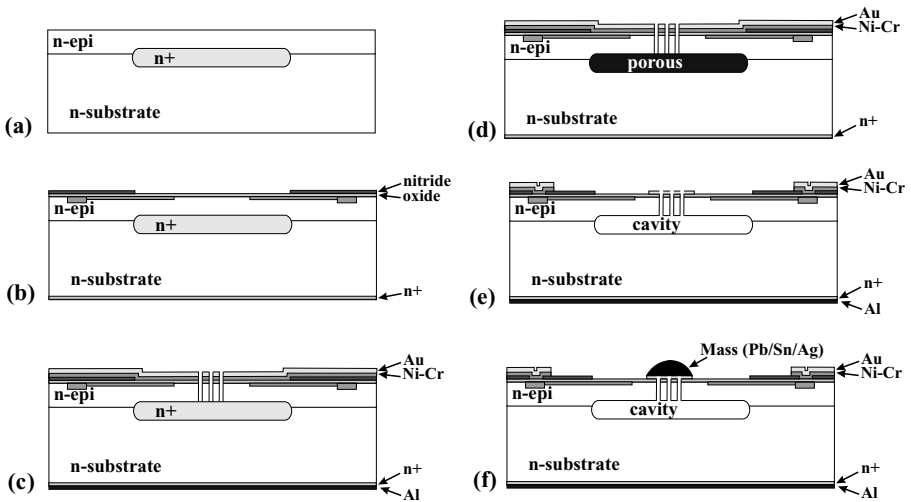 n-epi
n+
n-substrate
(a)
nitride
oxide
n-epi
n+
n-substrate
(b)
n+
Au
Ni-Cr
n-epi
n+
n-substrate
(c)
n+
Al
Au
Ni-Cr
n-epi
porous
n-substrate
(d)
n+
Au
Ni-Cr
n-epi
cavity
n-substrate
(e)
n+
Al
Mass (Pb/Sn/Ag)
Au
Ni-Cr
n-epi
cavity
n-substrate
(f)
n+
Al